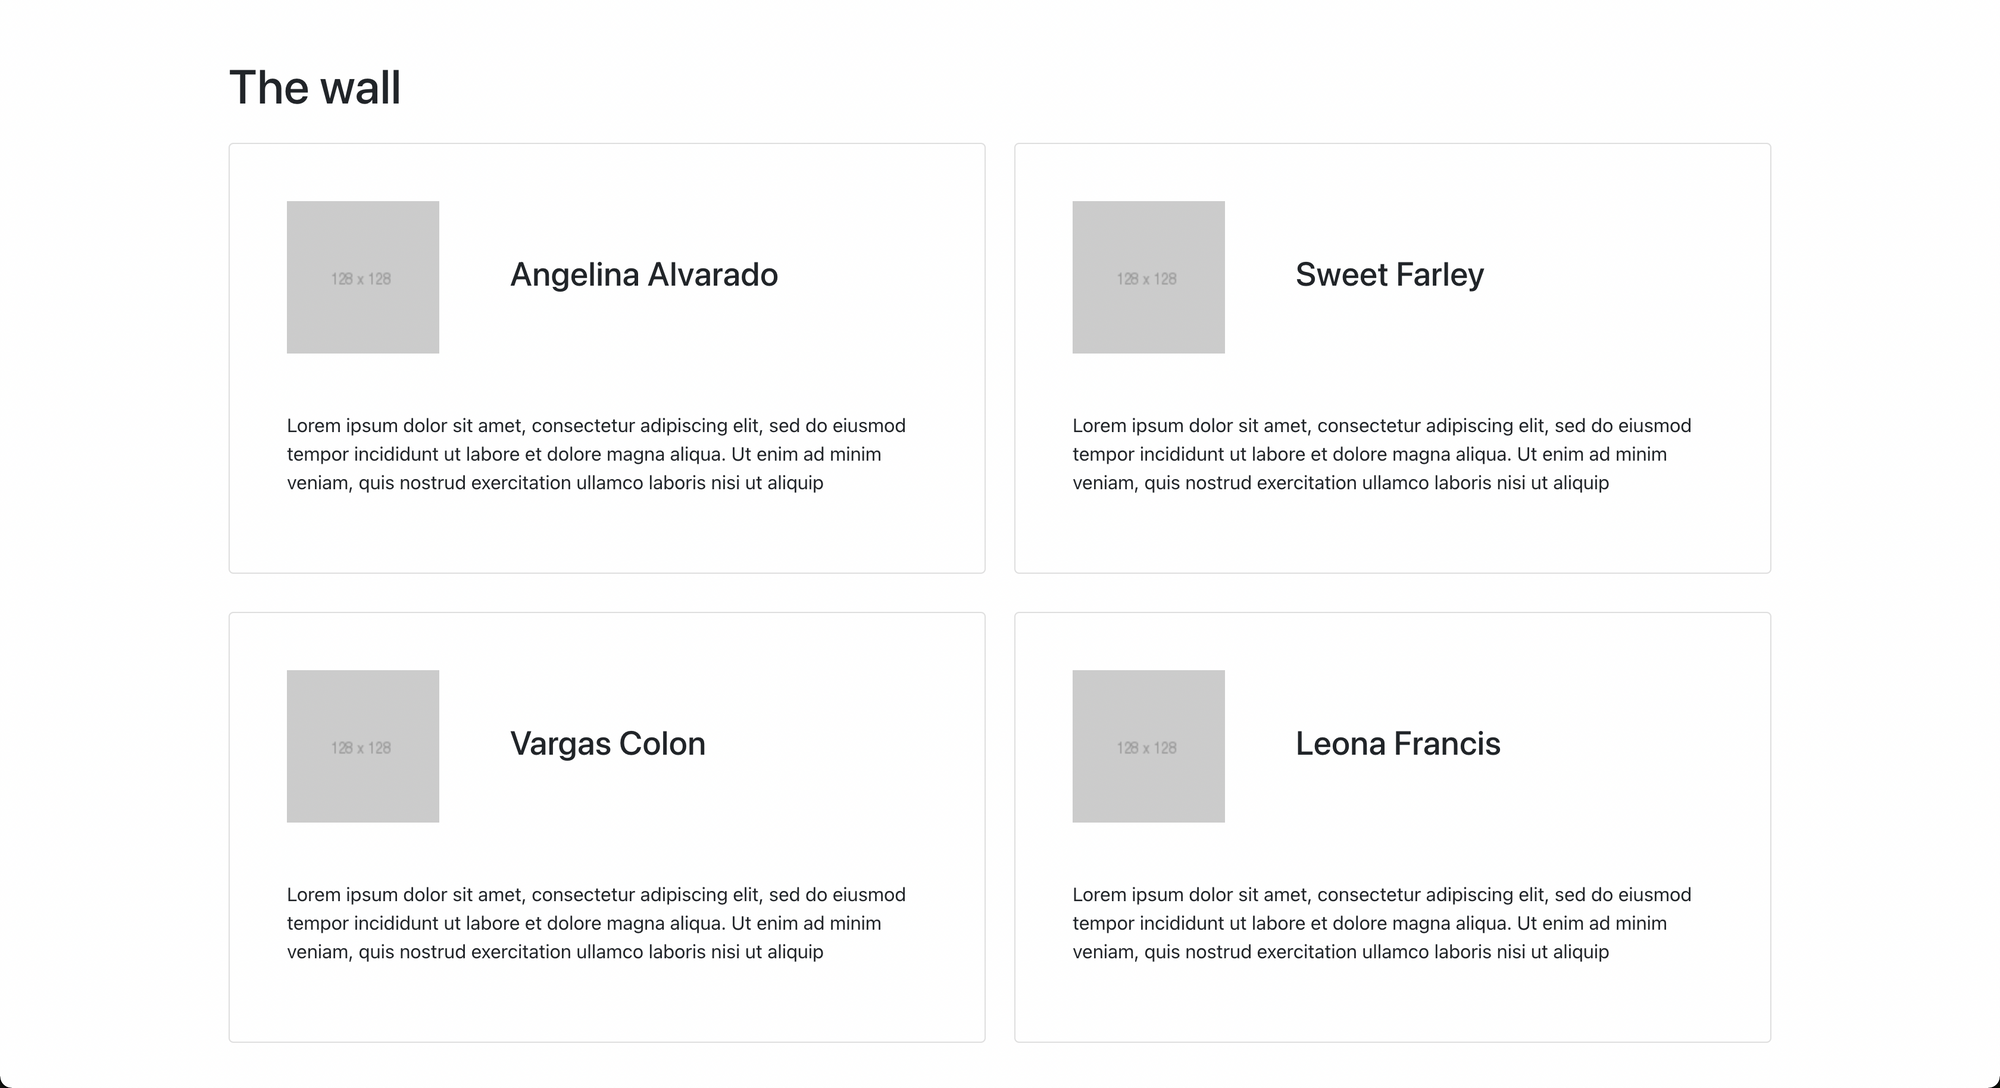 The wall
128 x 128
Angelina Alvarado
Lorem ipsum dolor sit amet, consectetur adipiscing elit, sed do eiusmod
tempor incididunt ut labore et dolore magna aliqua. Ut enim ad minim
veniam, quis nostrud exercitation ullamco laboris nisi ut aliquip
128 x 128
Sweet Farley
Lorem ipsum dolor sit amet, consectetur adipiscing elit, sed do eiusmod
tempor incididunt ut labore et dolore magna aliqua. Ut enim ad minim
veniam, quis nostrud exercitation ullamco laboris nisi ut aliquip
128 x 128
Vargas Colon
Lorem ipsum dolor sit amet, consectetur adipiscing elit, sed do eiusmod
tempor incididunt ut labore et dolore magna aliqua. Ut enim ad minim
veniam, quis nostrud exercitation ullamco laboris nisi ut aliquip
128 x 128
Leona Francis
Lorem ipsum dolor sit amet, consectetur adipiscing elit, sed do eiusmod
tempor incididunt ut labore et dolore magna aliqua. Ut enim ad minim
veniam, quis nostrud exercitation ullamco laboris nisi ut aliquip